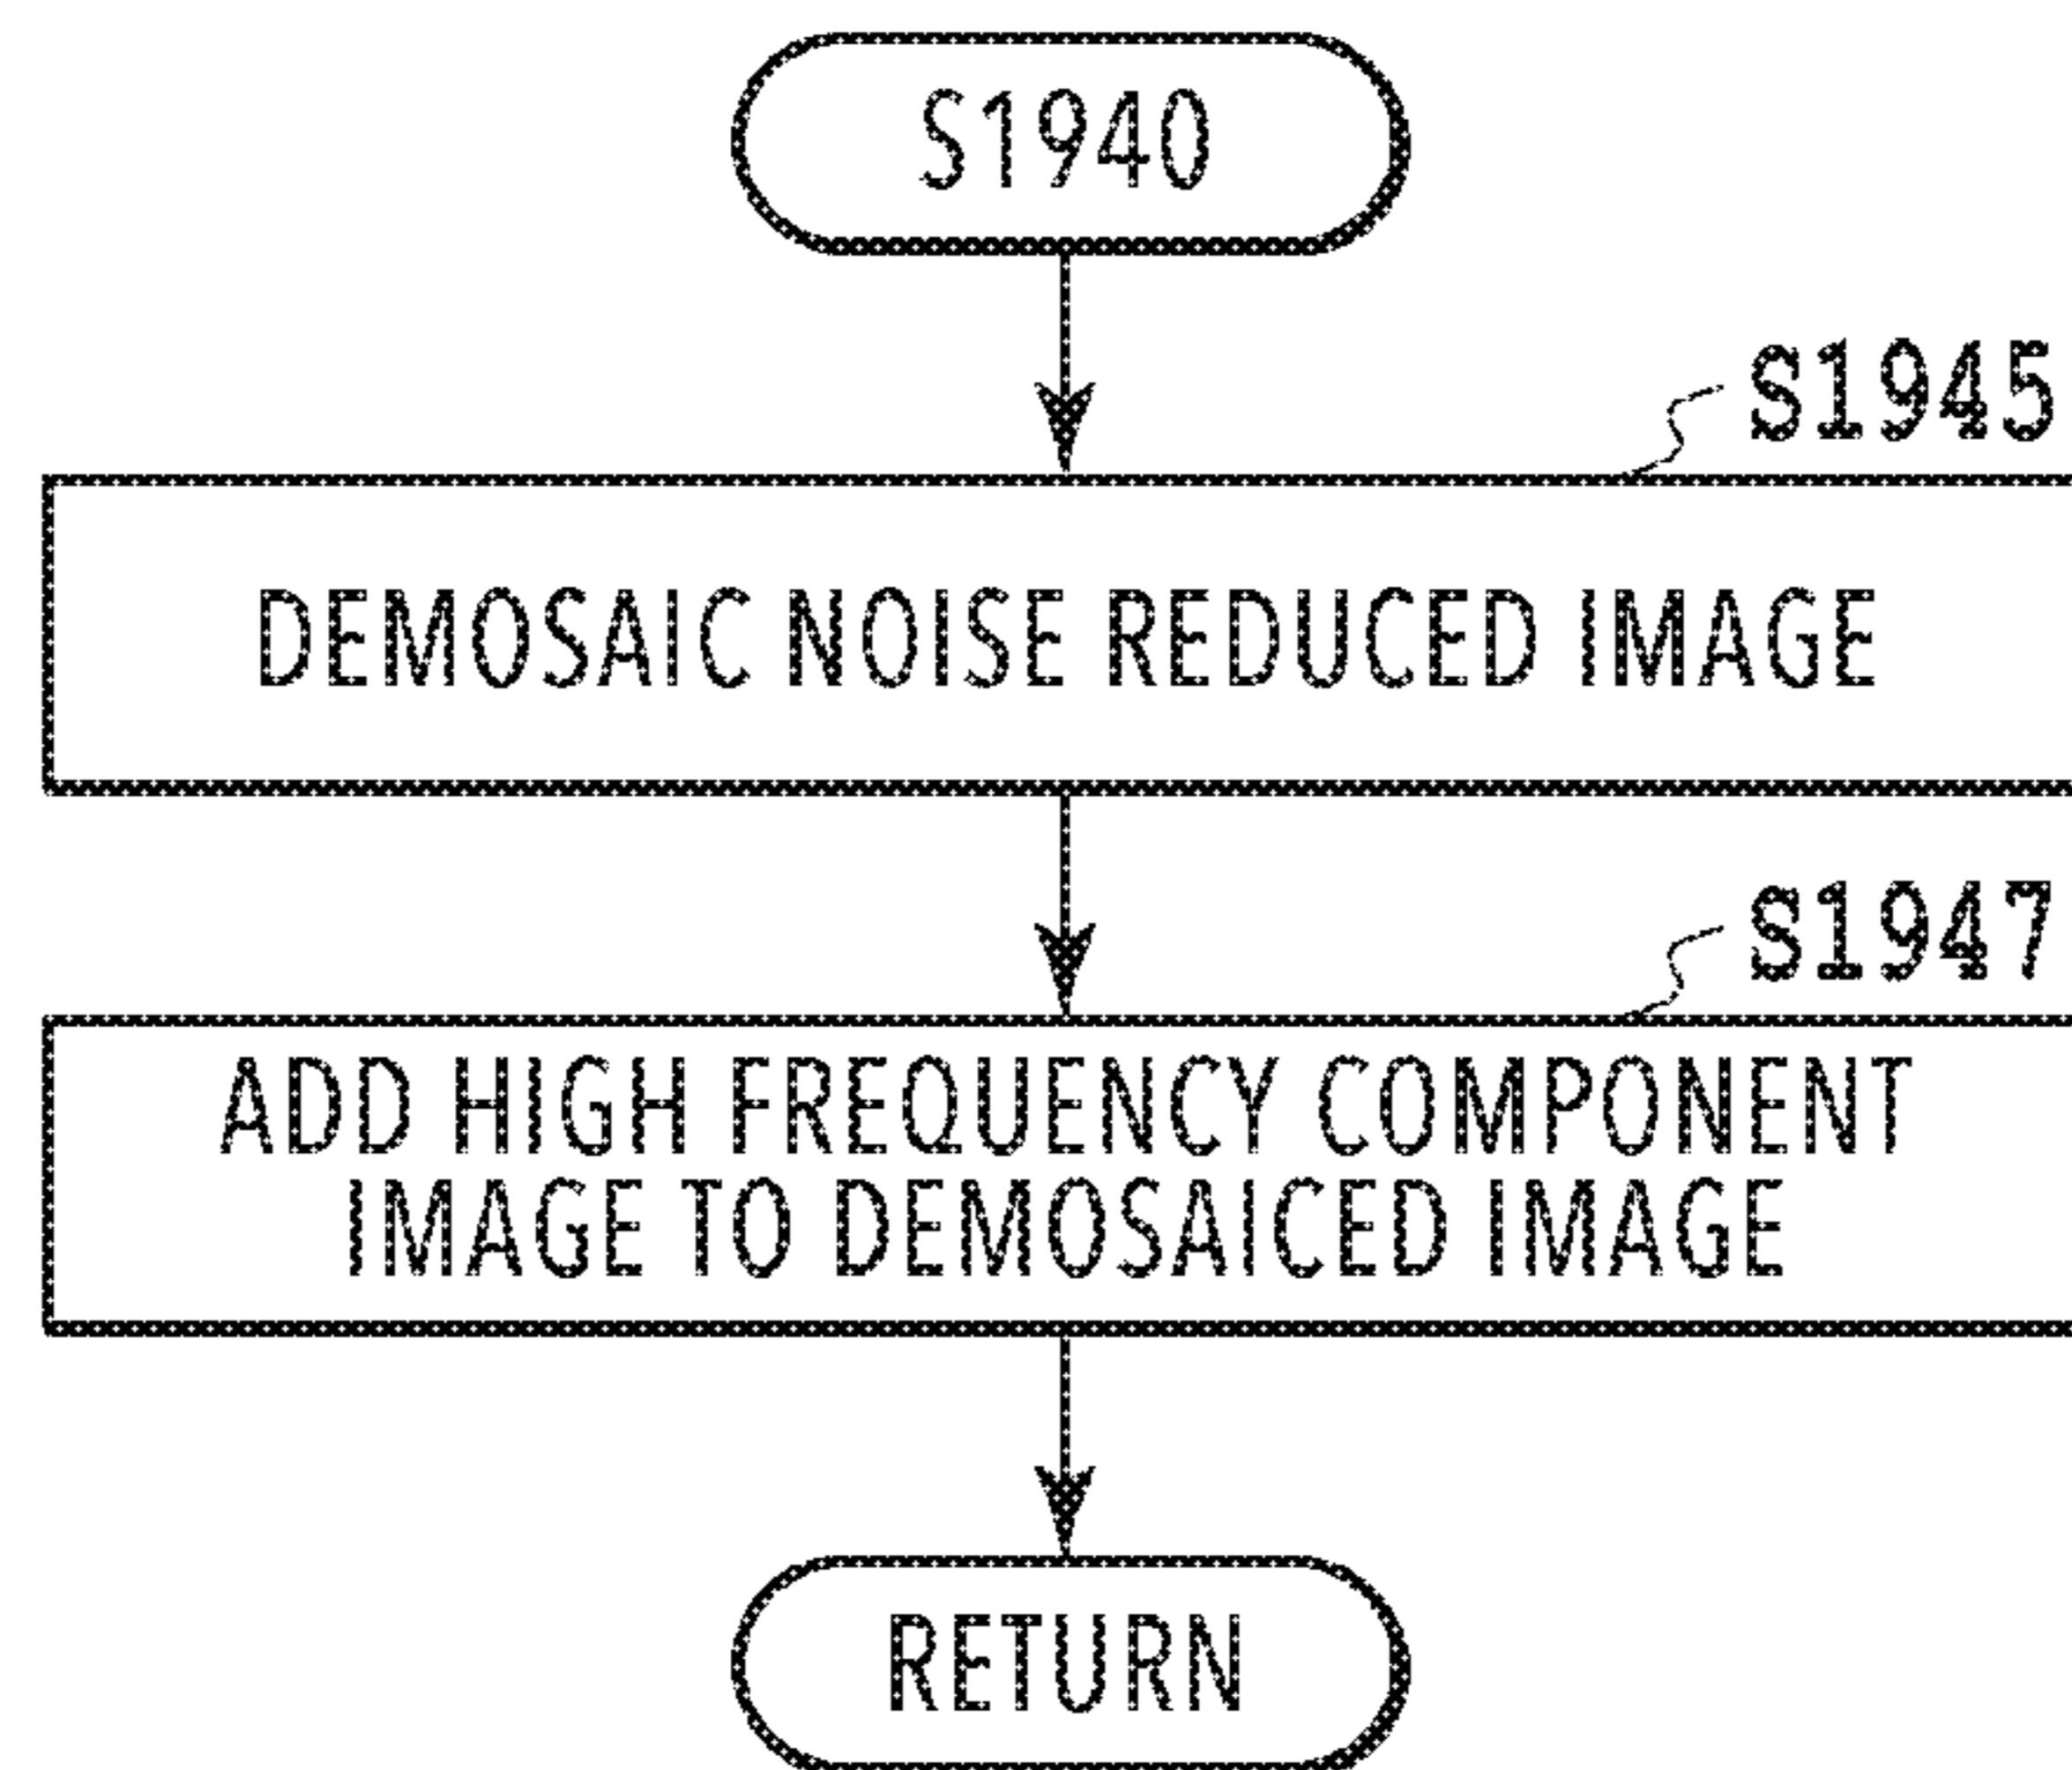 S1940
S1945
DEMOSAIC NOISE REDUCED IMAGE
S1947
ADD HIGH FREQUENCY COMPONENT
IMAGE TO DEMOSAICED IMAGE
RETURN